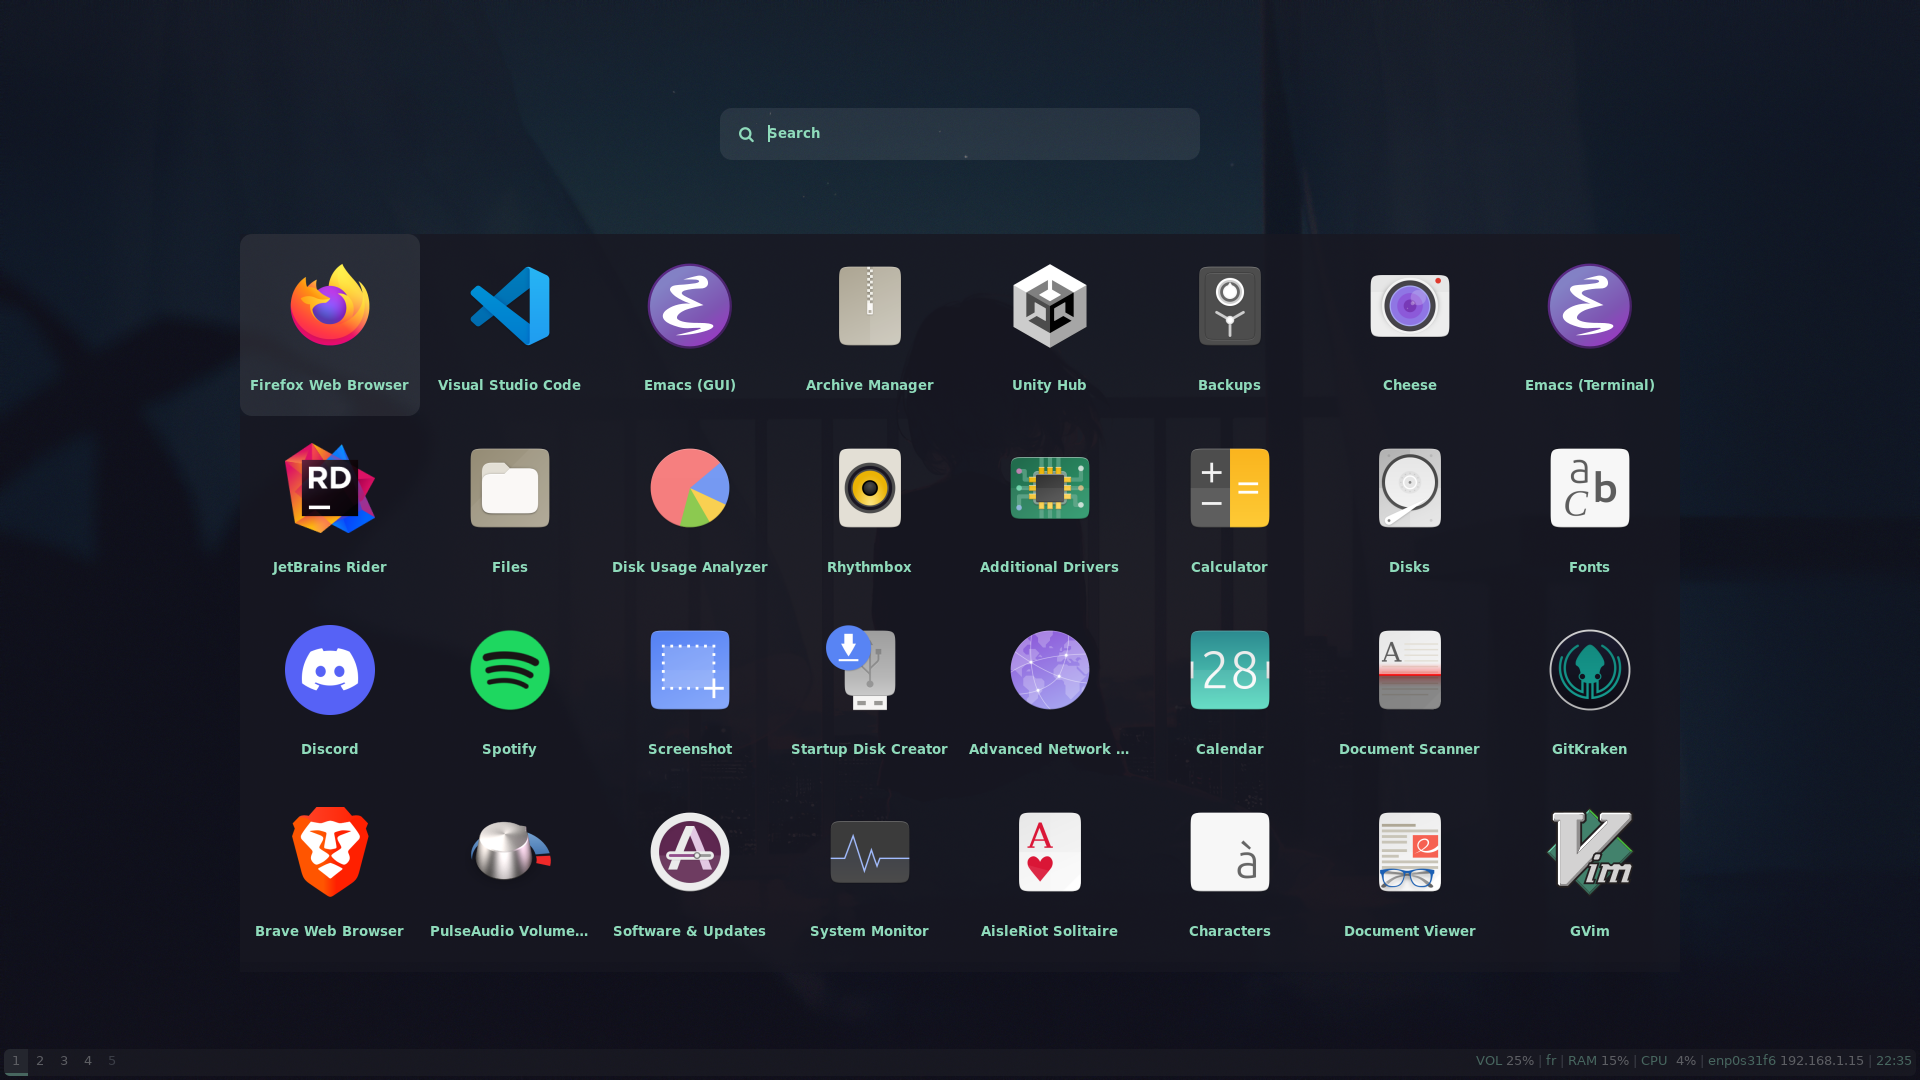 Search
Firefox Web Browser
Visual Studio Code
Emacs (GUI)
Archive Manager
Unity Hub
Backups
Cheese
Emacs (Terminal)
RD
JetBrains Rider
Files
Disk Usage Analyzer
Rhythmbox
Additional Drivers
+
−
=
Calculator
Disks
a
b
C
Fonts
Discord
Spotify
Screenshot
Startup Disk Creator
Advanced Network ...
28
Calendar
A
Document Scanner
GitKraken
Brave Web Browser
PulseAudio Volume...
Software & Updates
System Monitor
A
AisleRiot Solitaire
à
Characters
Document Viewer
Vim
GVim
1 2 3 4 5
VOL 25% | fr | RAM 15% | CPU 4% | enp0s31f6 192.168.1.15 | 22:35